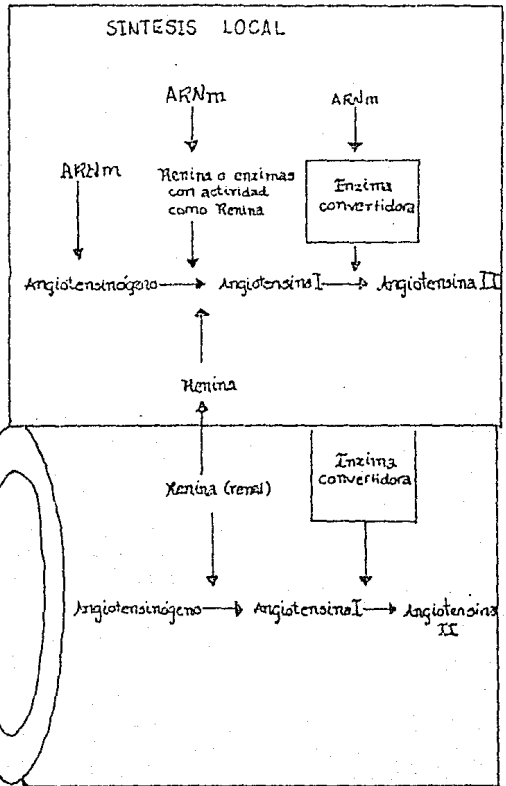 SINTESIS LOCAL
ARNm
ARNm
ARNm
Renina o enzimas
con actividad
como Renina
Enzima
convertidora
Angiotensinógeno
Angiotensina I
Angiotensina II
Renina
Renina (renal)
Enzima
convertidora
Angiotensinógeno
Angiotensina I
Angiotensina
II